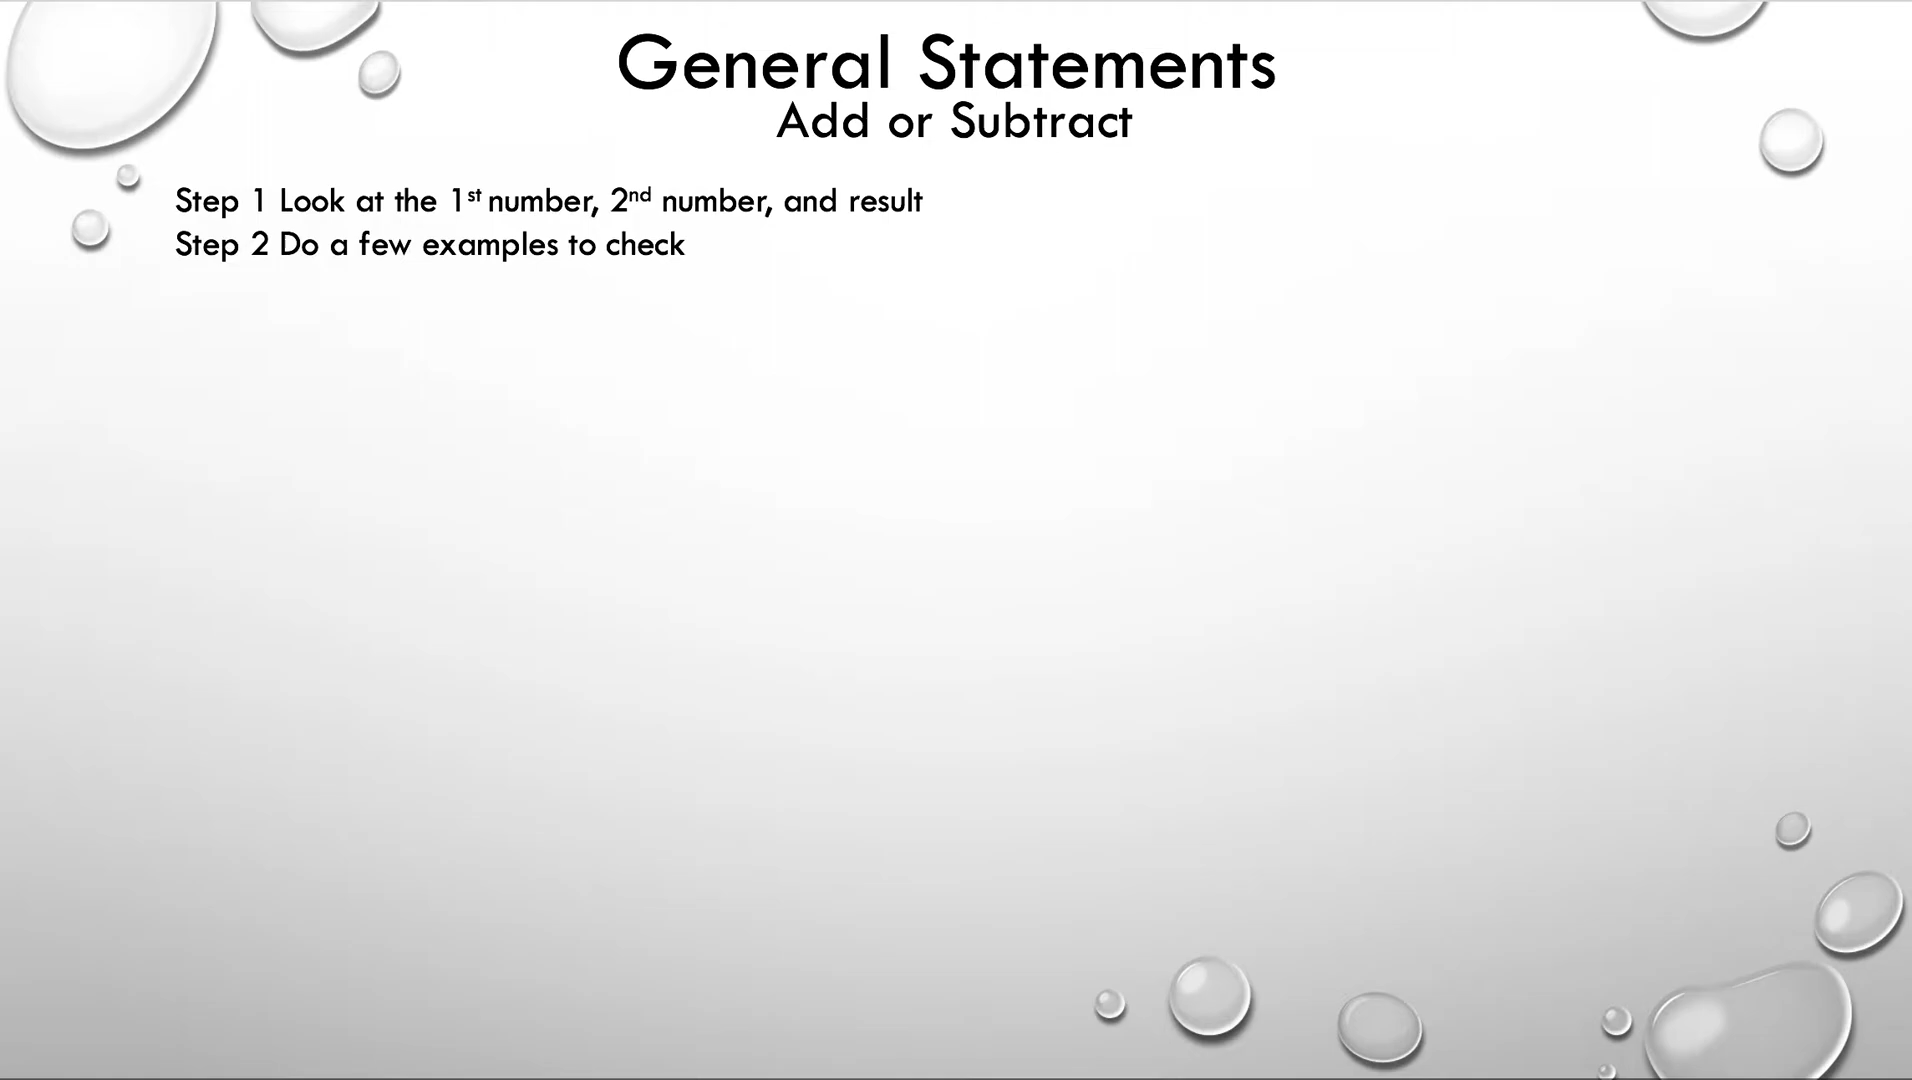 General Statements
Add or Subtract
Step 1 Look at the 1st number, 2nd number, and result
Step 2 Do a few examples to check